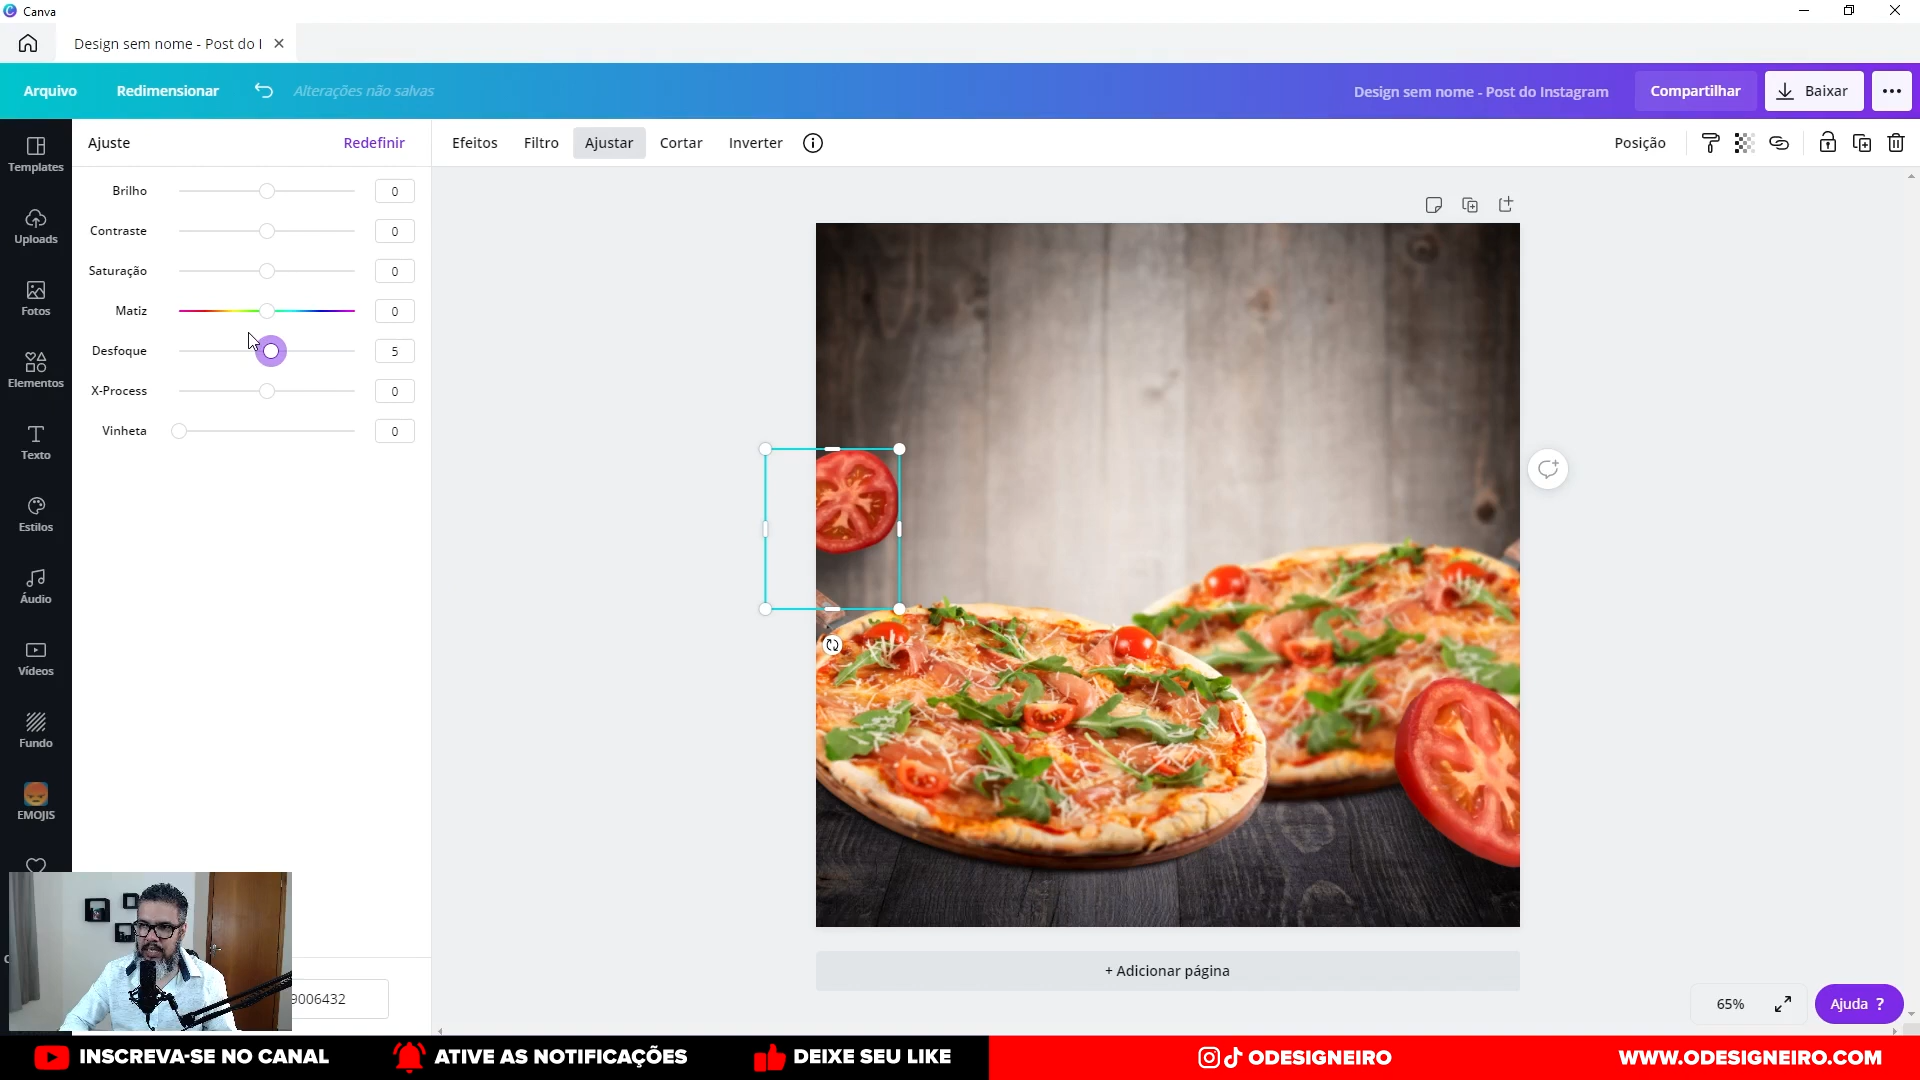 Canva
Design sem nome - Post do I
Arquivo
Redimensionar
Alterações não salvas
Design sem nome - Post do Instagram
Compartilhar
Baixar
Templates
Uploads
Fotos
Elementos
Texto
Estilos
Áudio
Vídeos
Fundo
EMOJIS
Ajuste
Redefinir
Brilho 0
Contraste 0
Saturação 0
Matiz 0
Desfoque 5
X-Process 0
Vinheta 0
Efeitos
Filtro
Ajustar
Cortar
Inverter
Posição
9006432
+ Adicionar página
65%
Ajuda ?
INSCREVA-SE NO CANAL
ATIVE AS NOTIFICAÇÕES
DEIXE SEU LIKE
ODESIGNEIRO
WWW.ODESIGNEIRO.COM